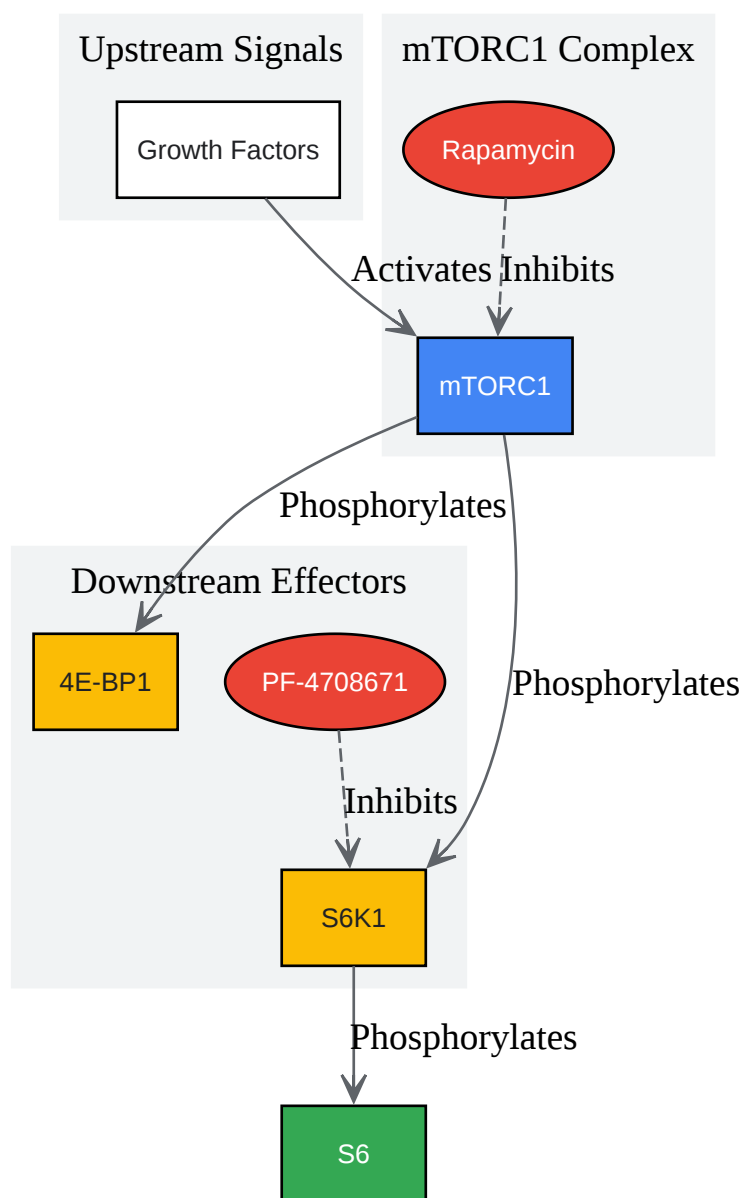 Upstream Signals
mTORC1 Complex
Growth Factors
Rapamycin
Activates
Inhibits
mTORC1
Phosphorylates
Downstream Effectors
4E-BP1
PF-4708671
Phosphorylates
Inhibits
S6K1
Phosphorylates
S6